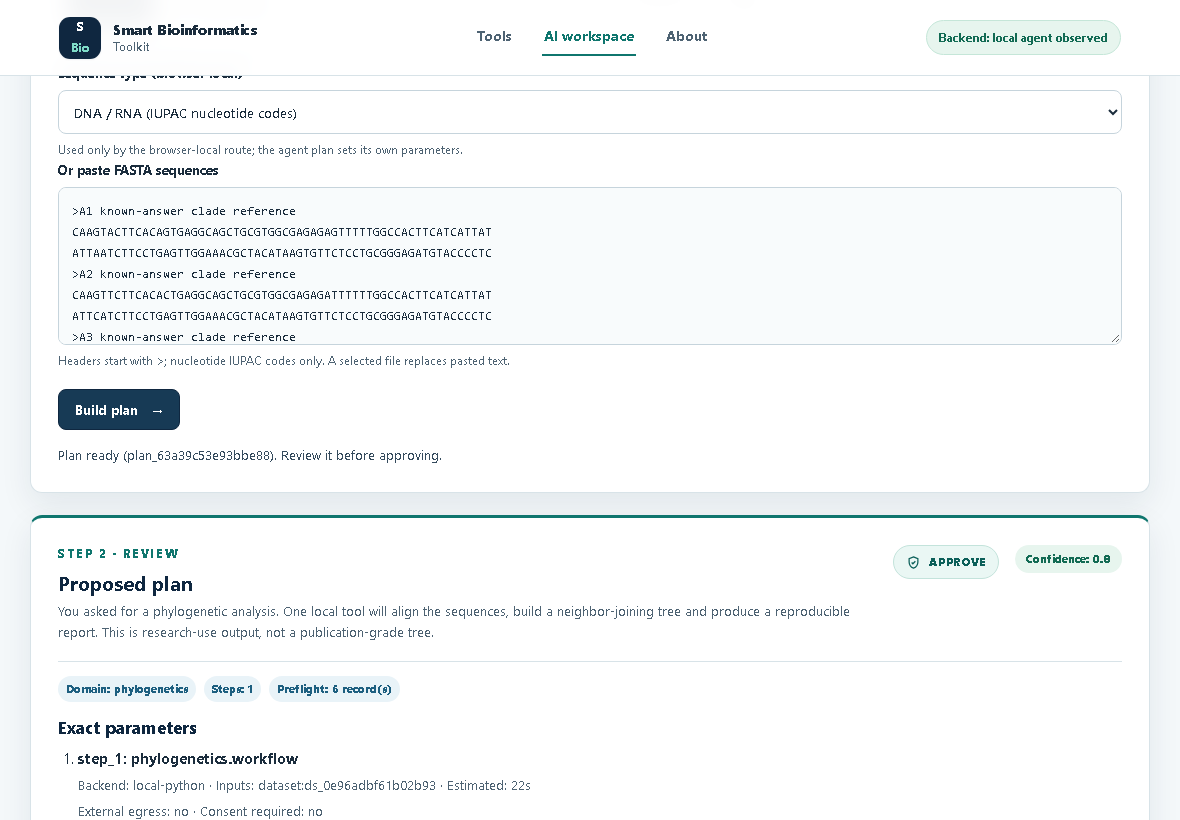 S
Bio
Smart Bioinformatics
Toolkit
Tools
AI workspace
About
Backend: local agent observed
Sequence type (browser-local)
DNA / RNA (IUPAC nucleotide codes)
Used only by the browser-local route; the agent plan sets its own parameters.
Or paste FASTA sequences
>A1 known-answer clade reference
CAAGTACTTCACAGTGAGGCAGCTGCGTGGCGAGAGAGTTTTTGGCCACTTCATCATTAT
ATTAATCTTCCTGAGTTGGAAACGCTACATAAGTGTTCTCCTGCGGGAGATGTACCCCTC
>A2 known-answer clade reference
CAAGTTCTTCACACTGAGGCAGCTGCGTGGCGAGAGATTTTTTGGCCACTTCATCATTAT
ATTCATCTTCCTGAGTTGGAAACGCTACATAAGTGTTCTCCTGCGGGAGATGTACCCCTC
>A3 known-answer clade reference
Headers start with >; nucleotide IUPAC codes only. A selected file replaces pasted text.
Build plan →
Plan ready (plan_63a39c53e93bbe88). Review it before approving.
STEP 2 · REVIEW
APPROVE
Confidence: 0.8
Proposed plan
You asked for a phylogenetic analysis. One local tool will align the sequences, build a neighbor-joining tree and produce a reproducible
report. This is research-use output, not a publication-grade tree.
Domain: phylogenetics
Steps: 1
Preflight: 6 record(s)
Exact parameters
1. step_1: phylogenetics.workflow
Backend: local-python · Inputs: dataset:ds_0e96adbf61b02b93 · Estimated: 22s
External egress: no · Consent required: no